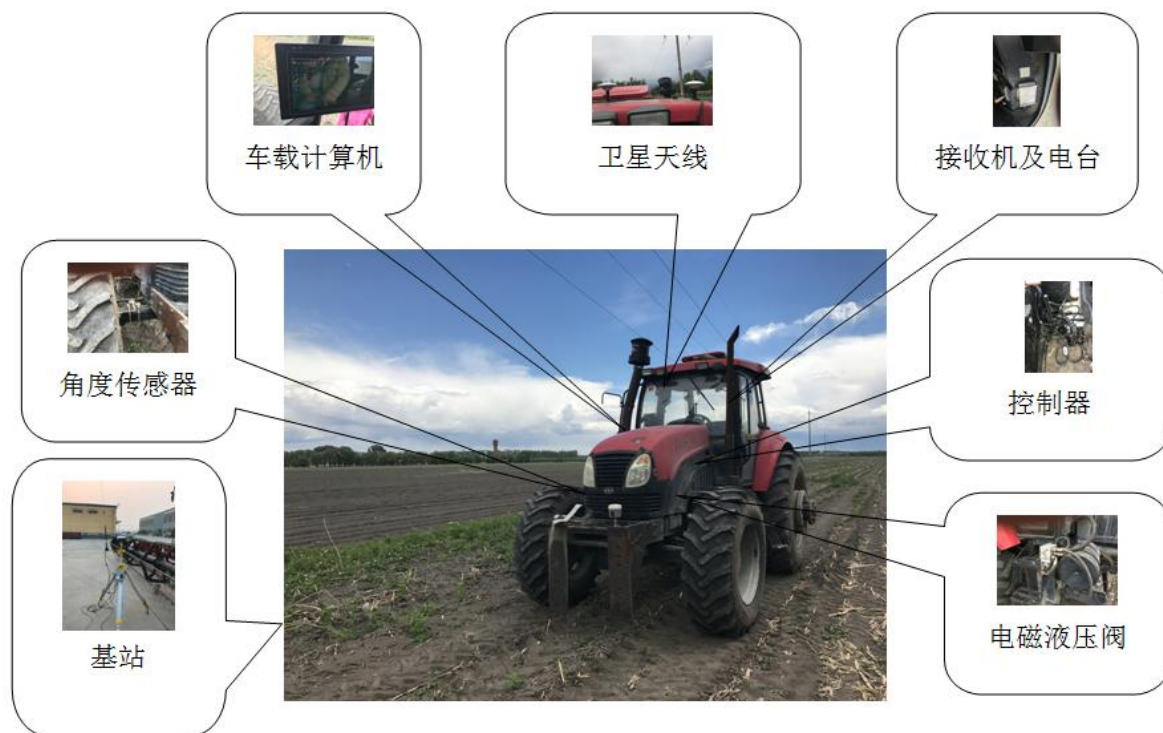 车载计算机
卫星天线
接收机及电台
角度传感器
控制器
基站
电磁液压阀